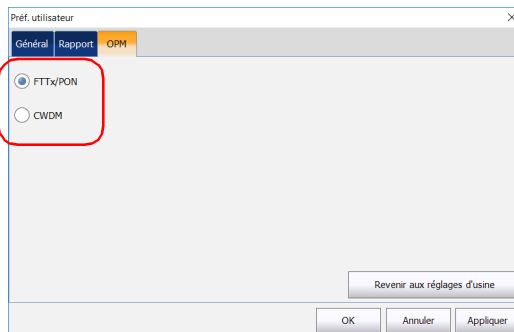 Préf. utilisateur
Général Rapport OPM
FTTx/PON
CWDM
Revenir aux réglages d'usine
OK Annuler Appliquer